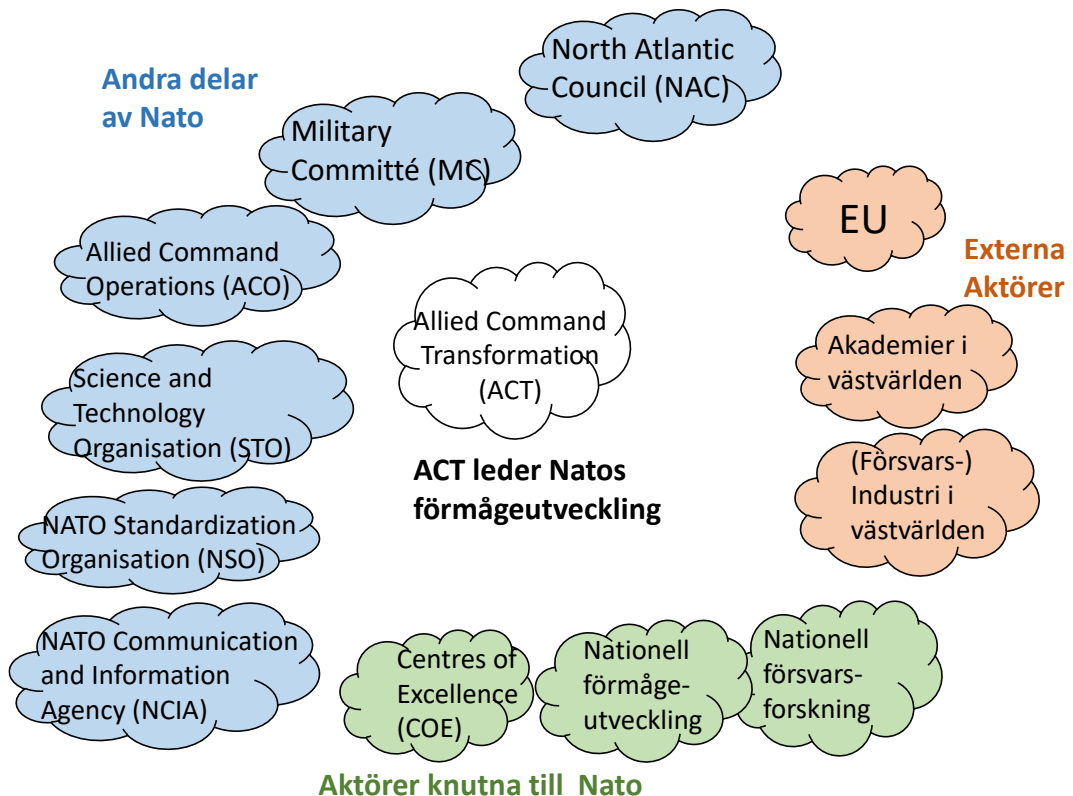 North Atlantic
Council (NAC)
Andra delar
av Nato
Military
Committé (MC)
EU
Allied Command
Operations (ACO)
Externa
Aktörer
Allied Command
Transformation
(ACT)
Akademier i
västvärlden
Science and
Technology
Organisation (STO)
ACT leder Natos
förmågeutveckling
(Försvars-)
Industri i
västvärlden
NATO Standardization
Organisation (NSO)
NATO Communication
and Information
Agency (NCIA)
Centres of
Excellence
(COE)
Nationell
förmåge-
utveckling
Nationell
försvars-
forskning
Aktörer knutna till Nato